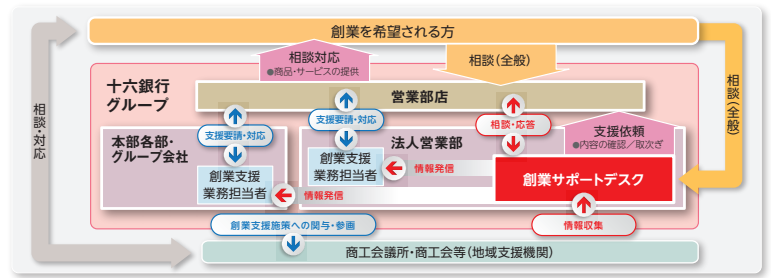 創業を希望される方
相談対応
●商品・サービスの提供
相談(全般)
十六銀行
グループ
営業部店
相談・対応
相談(全般)
支援要請・対応
支援要請・対応
相談・応答
支援依頼
●内容の確認／取次ぎ
本部各部・
グループ会社
法人営業部
創業支援
業務担当者
創業支援
業務担当者
情報発信
情報発信
創業サポートデスク
創業支援施策への関与・参画
情報収集
商工会議所・商工会等(地域支援機関)